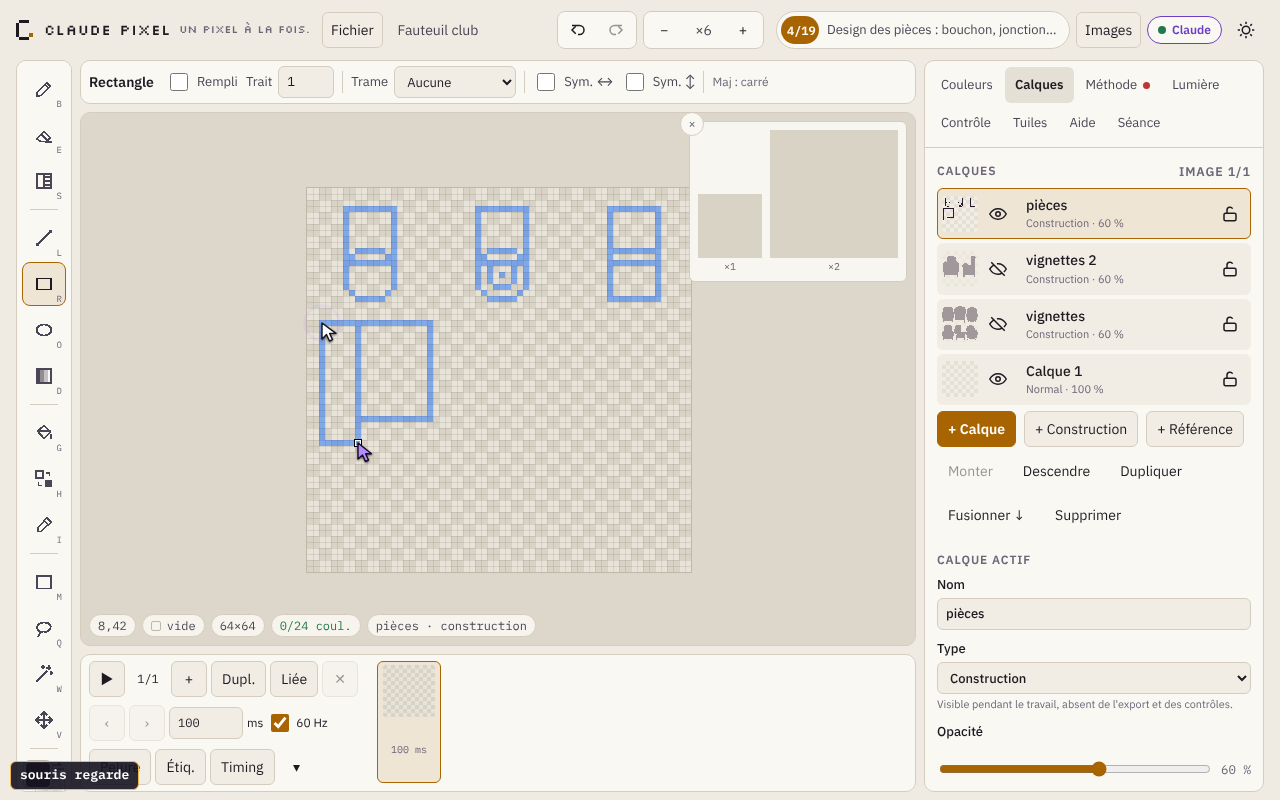 CLAUDE PIXEL UN PIXEL À LA FOIS. Fichier Fauteuil club − ×6 + 4/19 Design des pièces : bouchon, jonction… Images Claude
Rectangle Rempli Trait 1 Trame Aucune Sym. ↔ Sym. ↕ Maj : carré
B
E
S
L
R
O
D
G
H
I
M
Q
W
V
×
×1 ×2
8,42 vide 64×64 0/24 coul. pièces · construction
▶ 1/1 + Dupl. Liée ✕
‹ › 100 ms 60 Hz
Étiq. Timing ▼
100 ms
souris regarde
Couleurs Calques Méthode Lumière
Contrôle Tuiles Aide Séance
CALQUES IMAGE 1/1
pièces
Construction · 60 %
vignettes 2
Construction · 60 %
vignettes
Construction · 60 %
Calque 1
Normal · 100 %
+ Calque + Construction + Référence
Monter Descendre Dupliquer
Fusionner ↓ Supprimer
CALQUE ACTIF
Nom
pièces
Type
Construction
Visible pendant le travail, absent de l'export et des contrôles.
Opacité
60 %